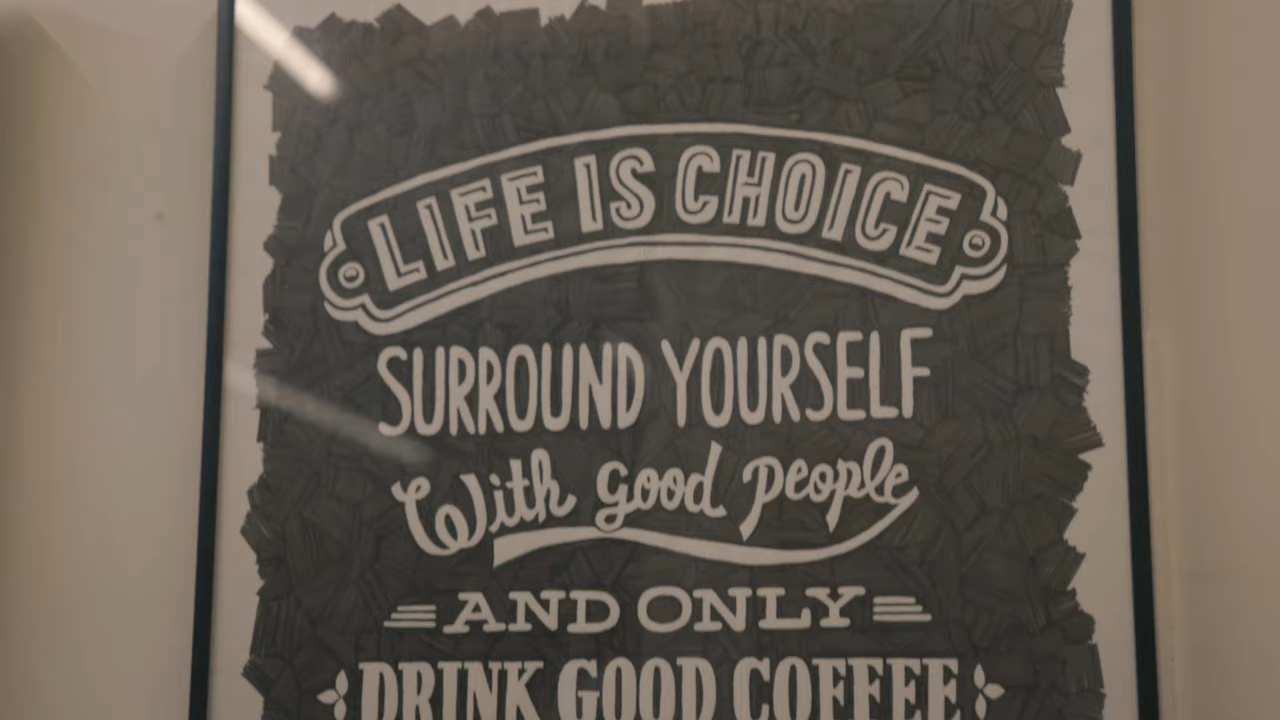 LIFE IS CHOICE
SURROUND YOURSELF
With good people
AND ONLY
DRINK GOOD COFFEE